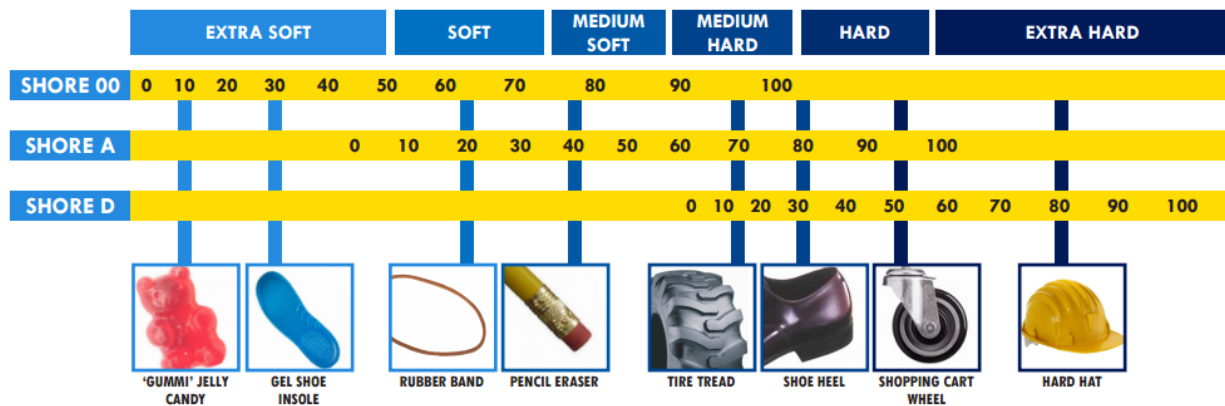 EXTRA SOFT
SOFT
MEDIUM
SOFT
MEDIUM
HARD
HARD
EXTRA HARD
SHORE 00 0 10 20 30 40 50 60 70 80 90 100
SHORE A 0 10 20 30 40 50 60 70 80 90 100
SHORE D 0 10 20 30 40 50 60 70 80 90 100
‘GUMMI’ JELLY
CANDY
GEL SHOE
INSOLE
RUBBER BAND
PENCIL ERASER
TIRE TREAD
SHOE HEEL
SHOPPING CART
WHEEL
HARD HAT